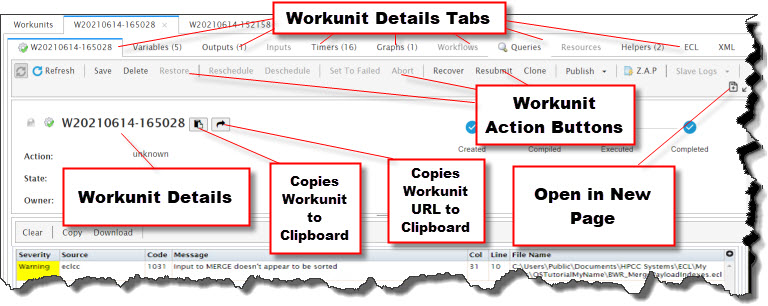 Workunits W20210614-165028 W20210614-152158
Workunit Details Tabs
W20210614-165028 Variables (5) Outputs (1) Inputs Timers (16) Graphs (1) Workflows Queries Resources Helpers (2) ECL XML
Refresh Save Delete Restore Reschedule Deschedule Set To Failed Abort Recover Resubmit Clone Publish Z.A.P Slave Logs
Workunit
Action Buttons
W20210614-165028
Created Compiled Executed Completed
Action: unknown
State:
Owner:
Workunit Details
Copies
Workunit
to
Clipboard
Copies
Workunit
URL to
Clipboard
Open in New
Page
Clear Copy Download
Severity Source Code Message Col Line File Name
Warning eclcc 1031 Input to MERGE doesn't appear to be sorted 31 10 C:\Users\Public\Documents\HPCC Systems\ECL\My